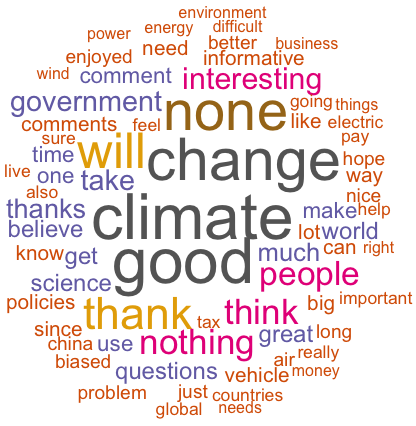 environment
power energy difficult
need better business
enjoyed informative
wind comment interesting
government none going things
comments feel like electric
sure will change pay
time hope
live one take way
also climate nice
thanks make help
believe good lot world
know get much can right
science people
policies thank think big important
since tax great long
china use nothing really
biased air
questions vehicle money
problem just countries
global needs